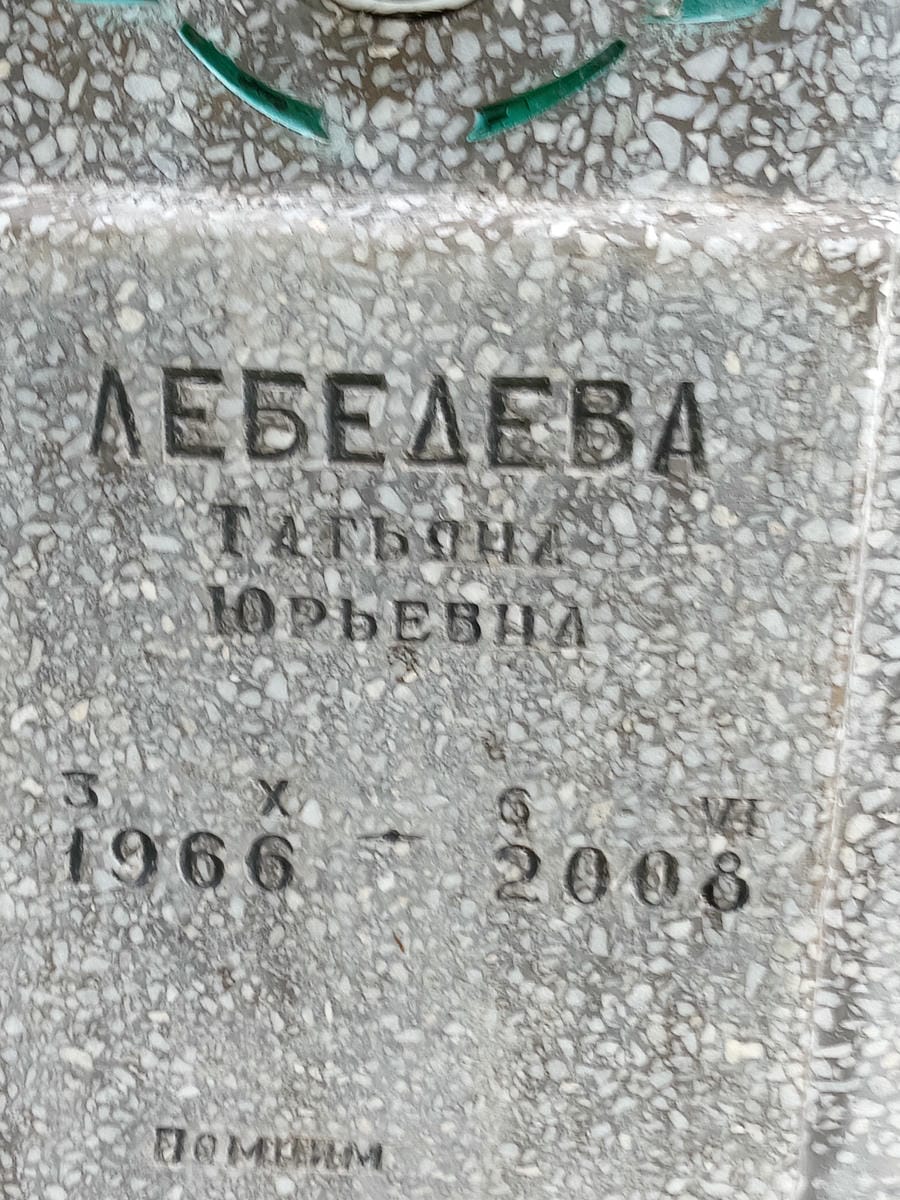 ЛЕБЕДЕВА
ТАТЬЯНА
ЮРЬЕВНА
3 X 6 VI
1966 - 2008
Помним